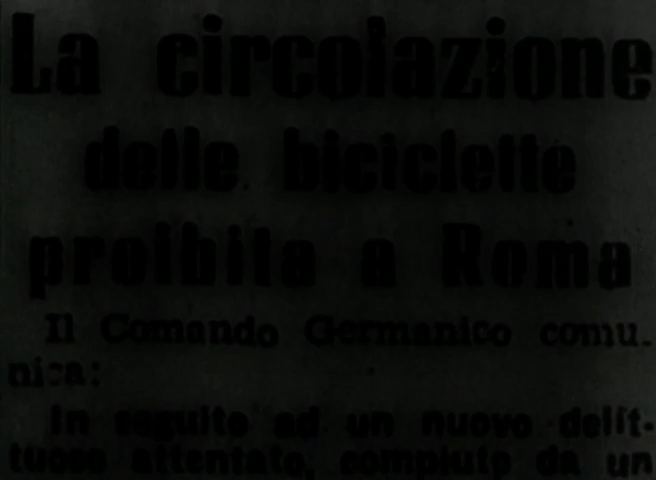 La circolazione
delle biciclette
proibita a Roma
Il Comando Germanico comu-
nica:
In seguito ad un nuovo delit-
tuoso attentato, compiuto da un